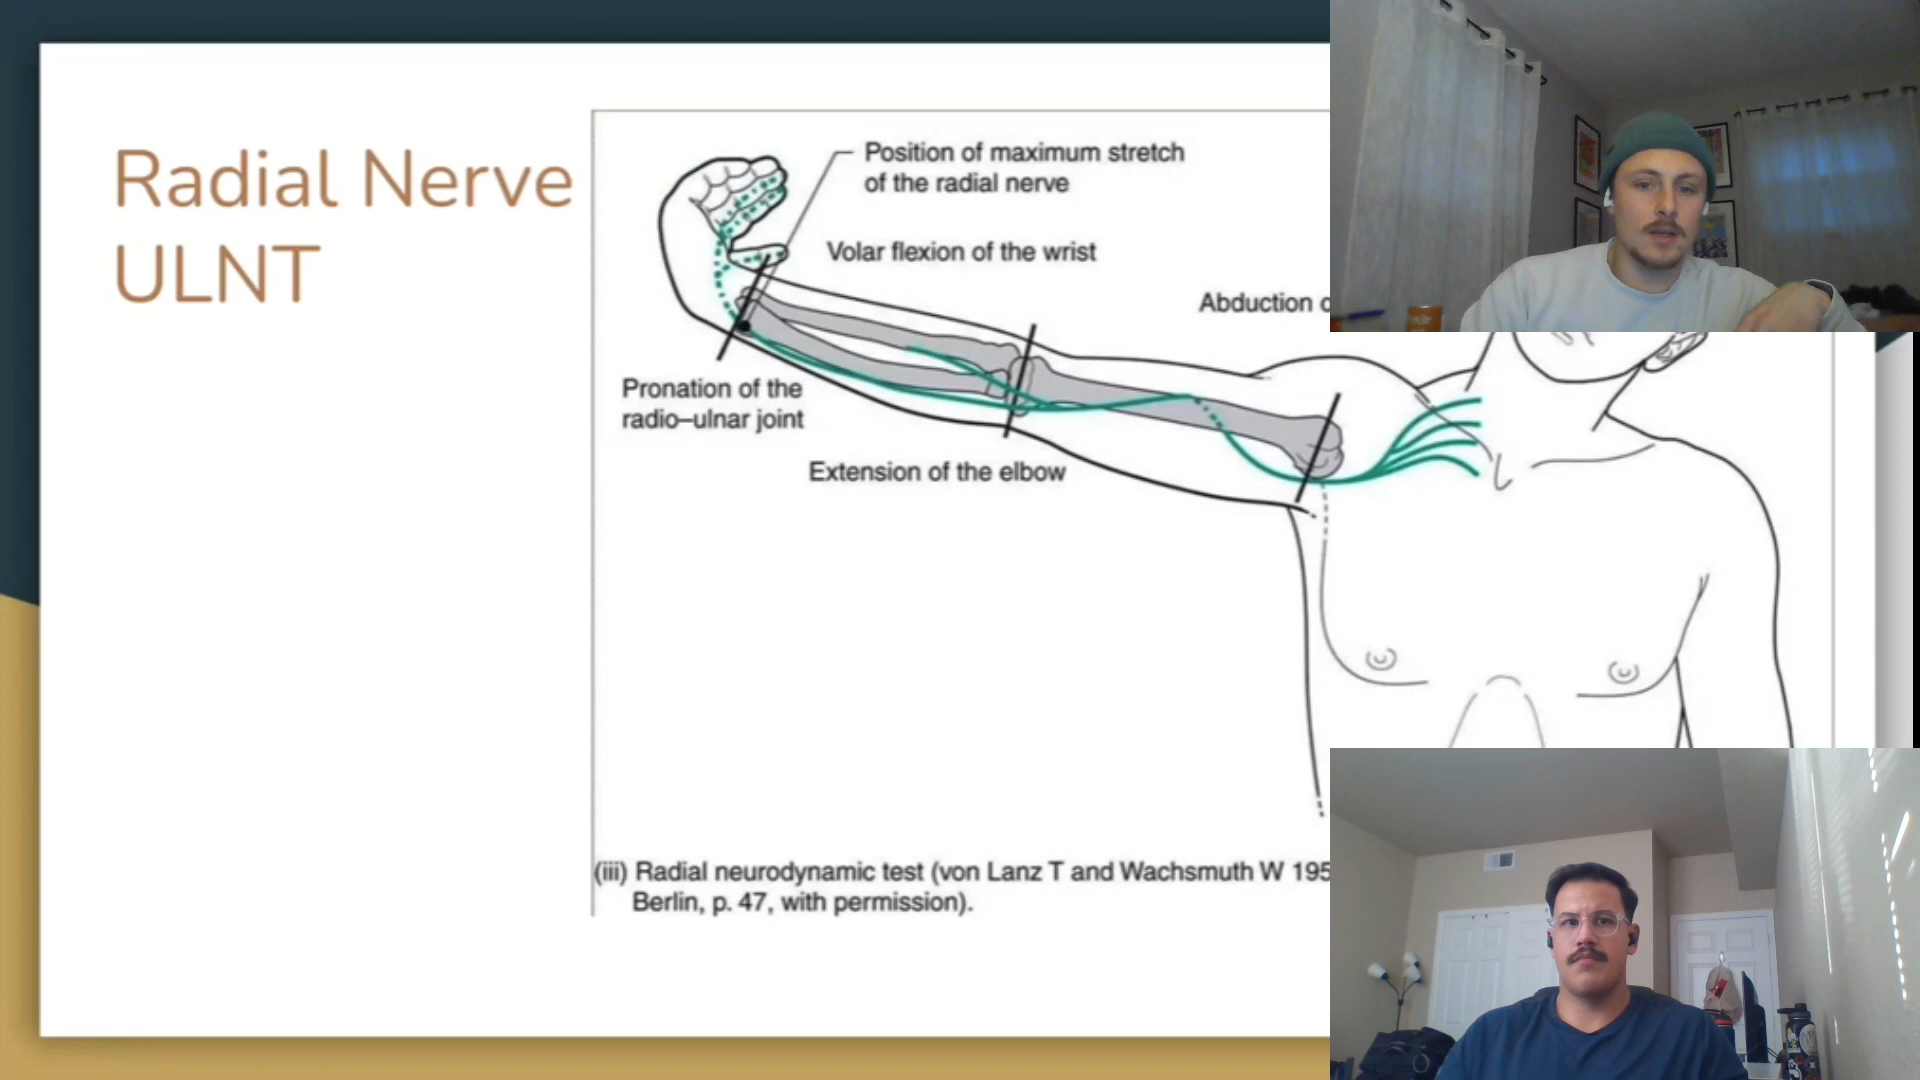 Radial Nerve
ULNT
Position of maximum stretch
of the radial nerve
Volar flexion of the wrist
Abduction
Pronation of the
radio–ulnar joint
Extension of the elbow
(iii) Radial neurodynamic test (von Lanz T and Wachsmuth W 195
Berlin, p. 47, with permission).